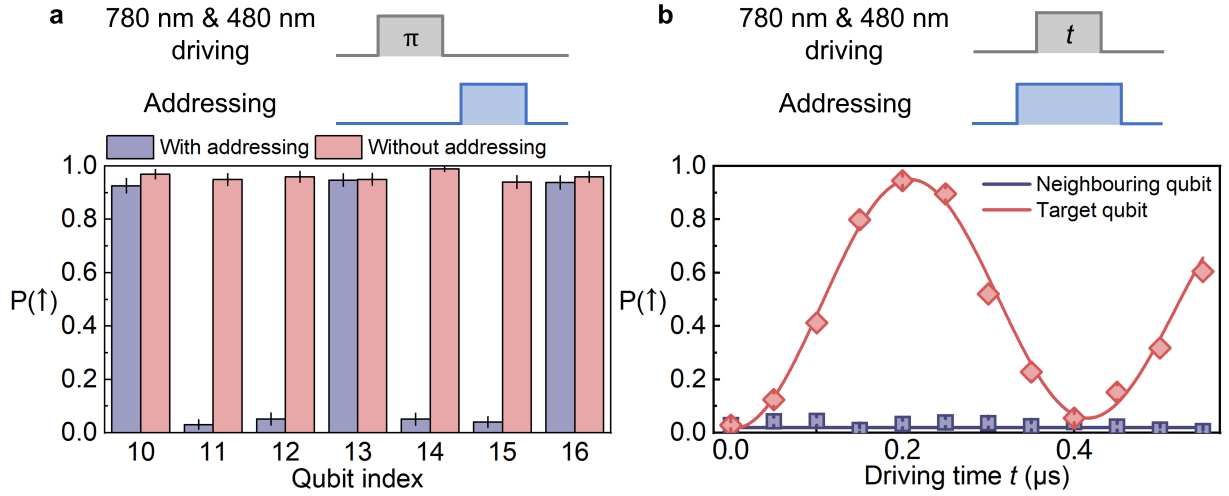 a
780 nm & 480 nm
driving
π
Addressing
With addressing
Without addressing
P(↑)
1.0
0.8
0.6
0.4
0.2
0.0
10 11 12 13 14 15 16
Qubit index
b
780 nm & 480 nm
driving
t
Addressing
Neighbouring qubit
Target qubit
P(↑)
1.0
0.8
0.6
0.4
0.2
0.0
0.0 0.2 0.4
Driving time t (μs)